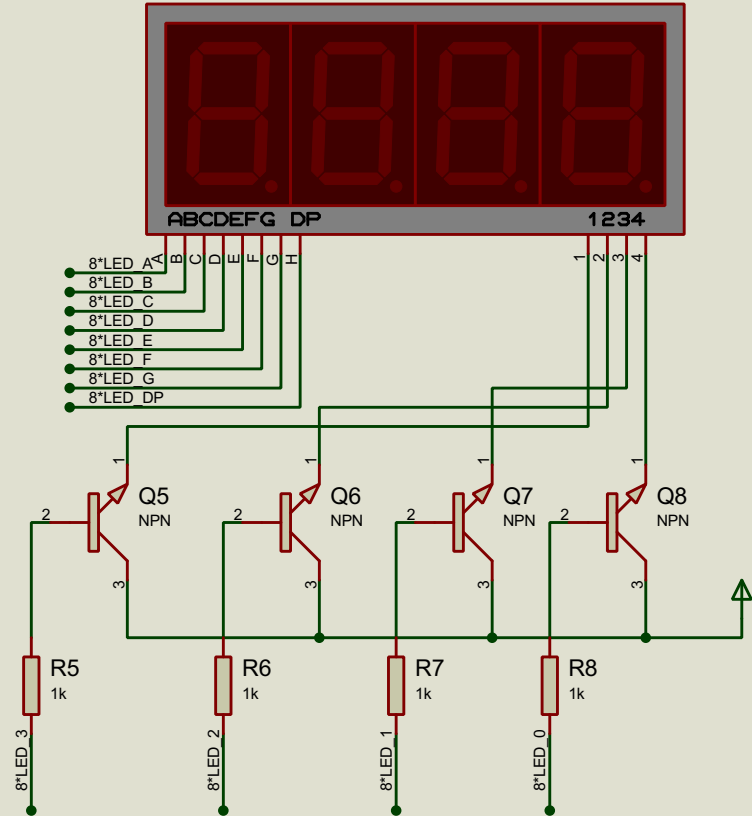 ABCDEFG DP 1234
A B C D E F G H 1 2 3 4
8*LED_A
8*LED_B
8*LED_C
8*LED_D
8*LED_E
8*LED_F
8*LED_G
8*LED_DP
1 1 1 1
Q5 Q6 Q7 Q8
2 NPN 2 NPN 2 NPN 2 NPN
3 3 3 3
R5 R6 R7 R8
1k 1k 1k 1k
8*LED_3 8*LED_2 8*LED_1 8*LED_0